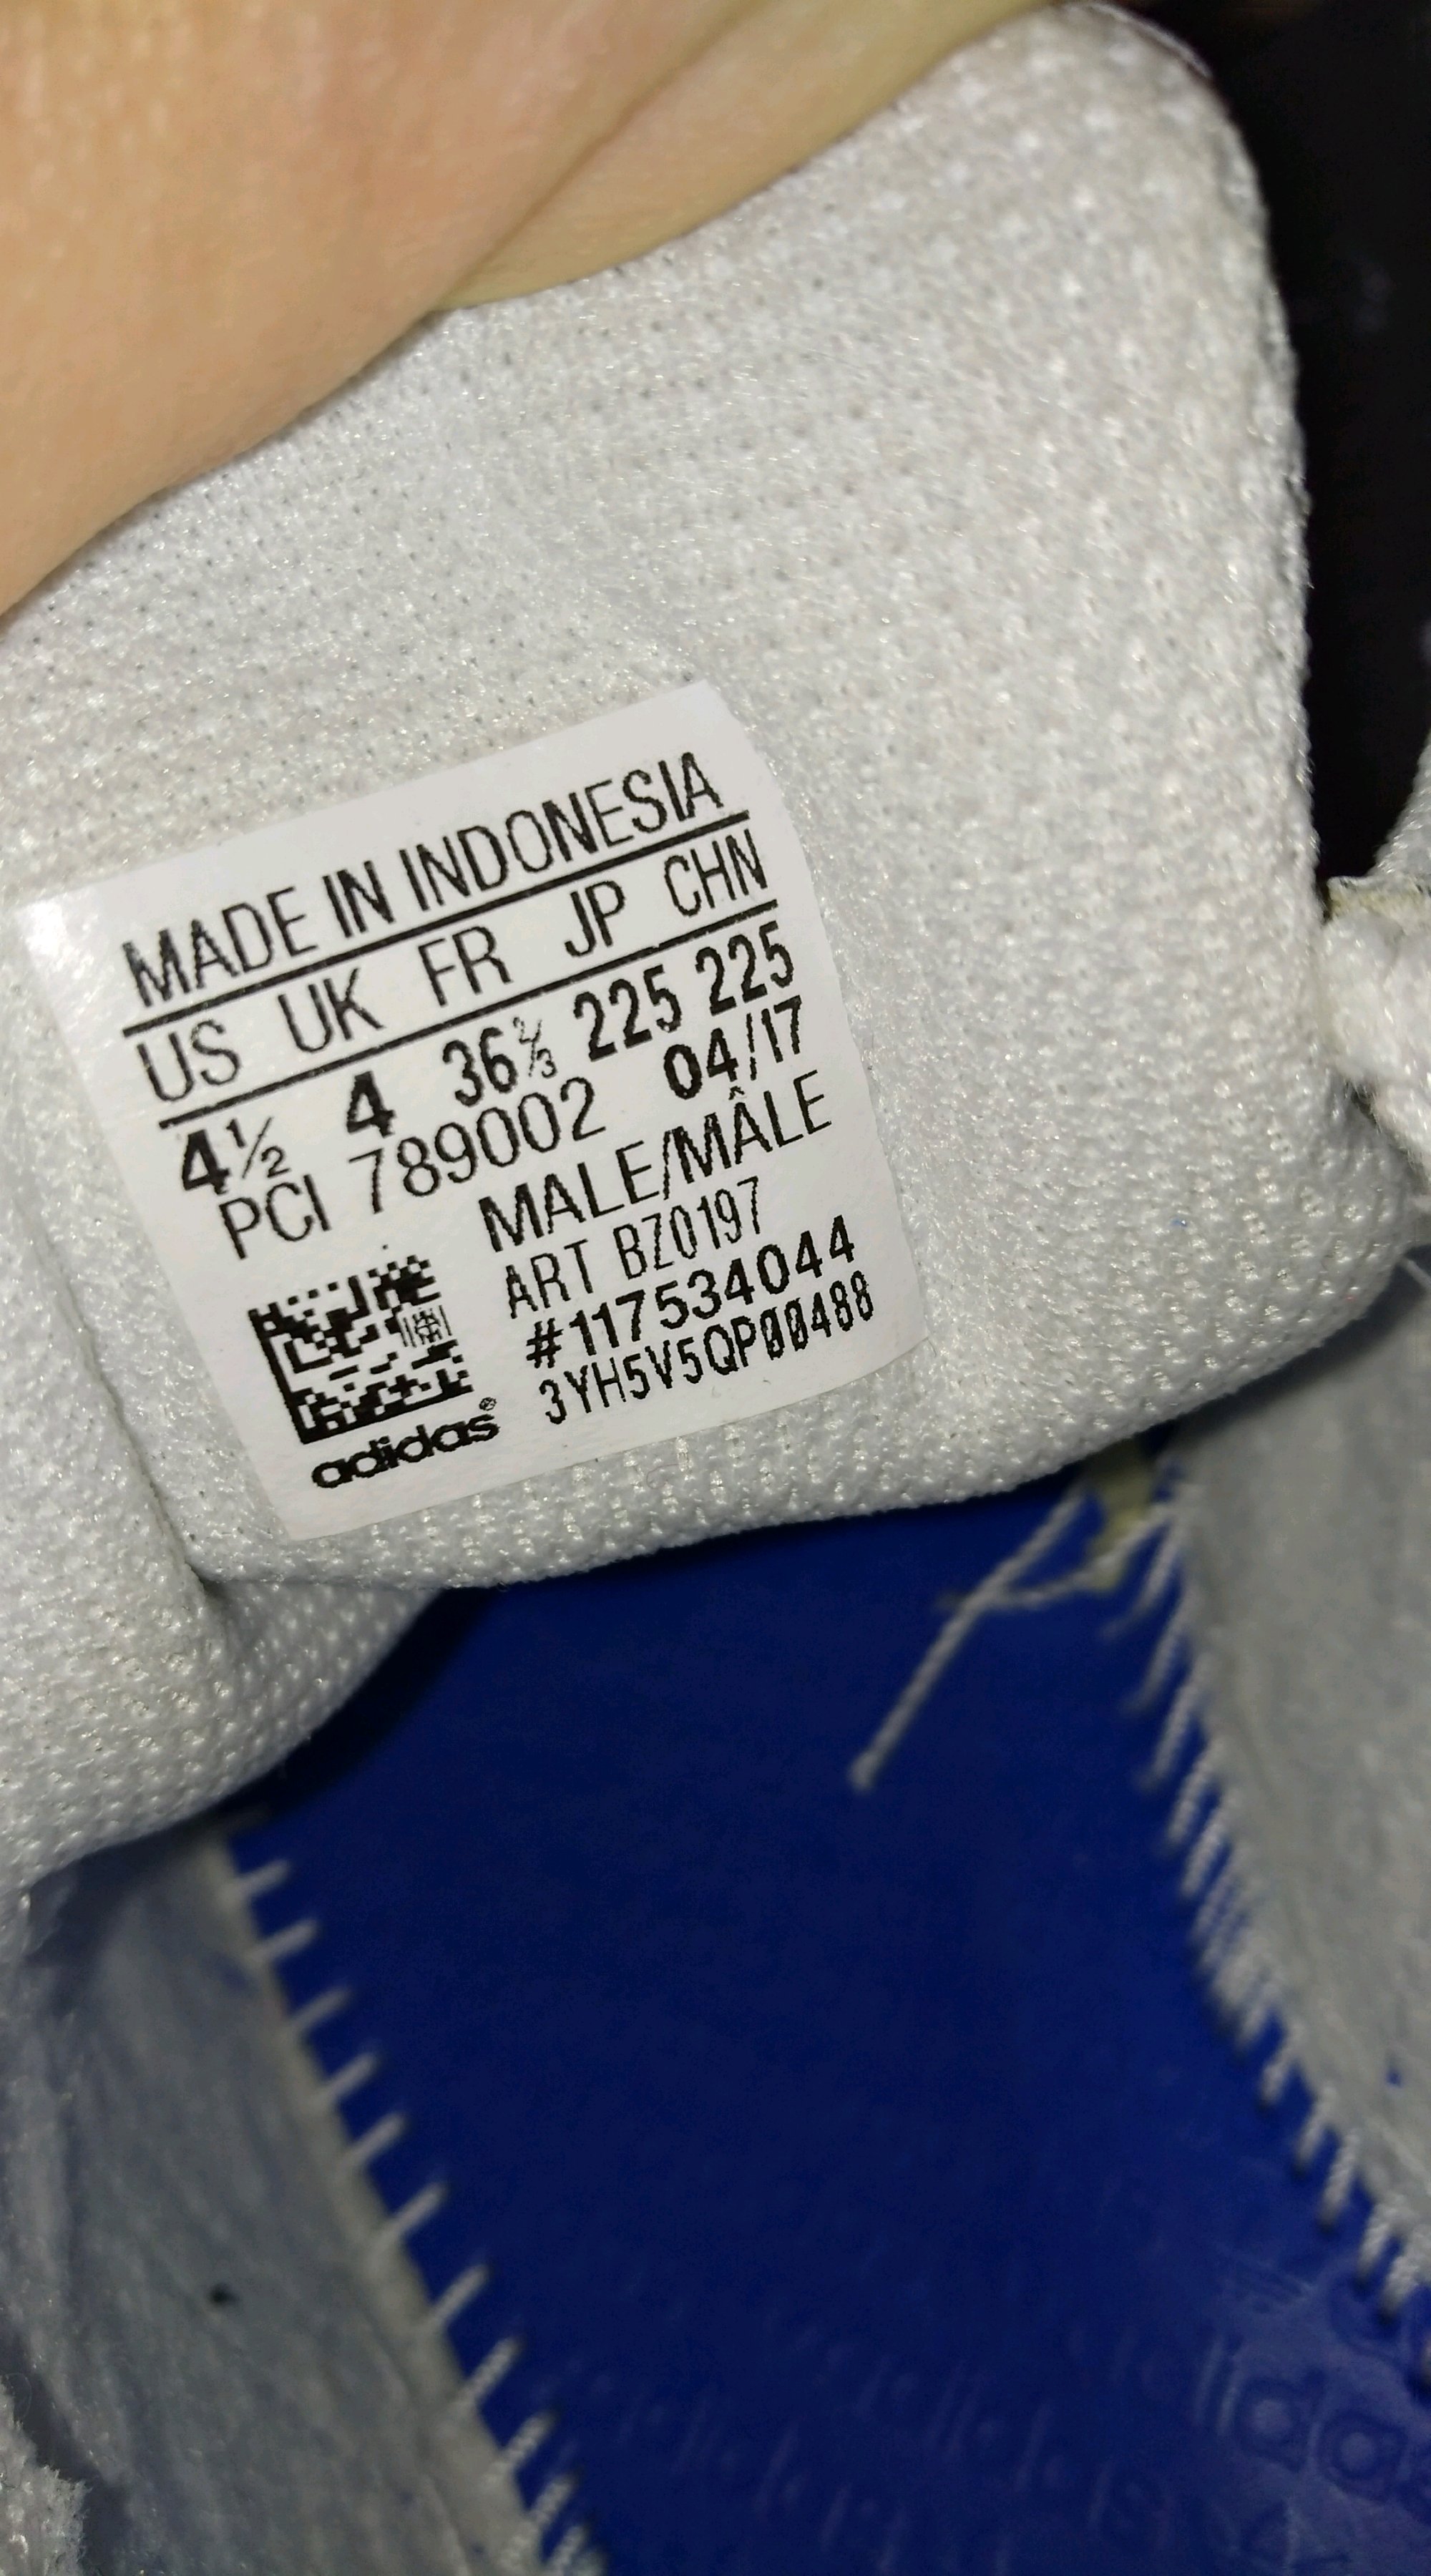 MADE IN INDONESIA
US UK FR JP CHN
4½ 4 36⅔ 225 225
PCI 789002 04/17
MALE/MÂLE
ART BZ0197
#117534044
3YH5V5QP00488
adidas®